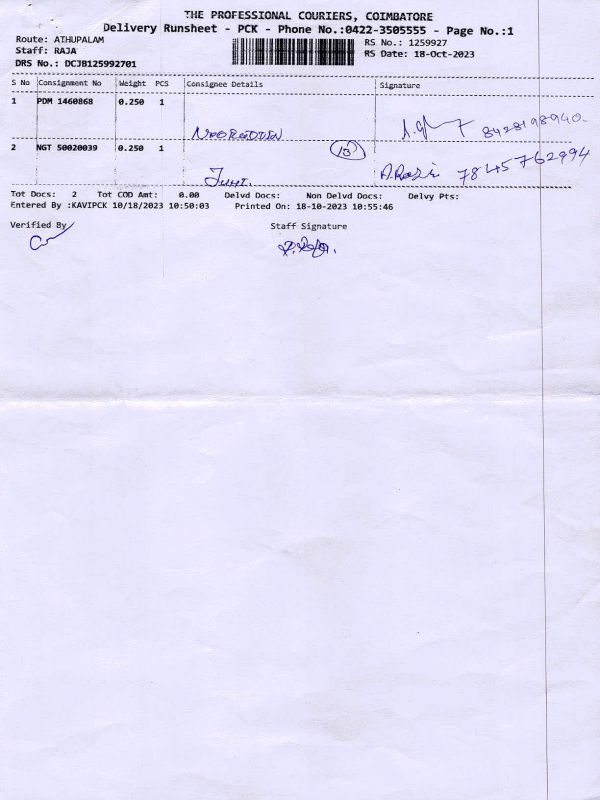 THE PROFESSIONAL COURIERS, COIMBATORE
Delivery Runsheet - PCK - Phone No.:0422-3505555 - Page No.:1
Route: ATHUPALAM
RS No.: 1259927
Staff: RAJA
RS Date: 18-Oct-2023
DRS No.: DCJB125992701
S No Consignment No Weight PCS Consignee Details Signature
1 PDM 1460868 0.250 1
NOOROODDIN 8428198940
2 NGT 50020039 0.250 1 13
7845762994
Tot Docs: 2 Tot COD Amt: 0.00 Delvd Docs: Non Delvd Docs: Delvy Pts:
Entered By :KAVIPCK 10/18/2023 10:50:03 Printed On: 18-10-2023 10:55:46
Verified By Staff Signature